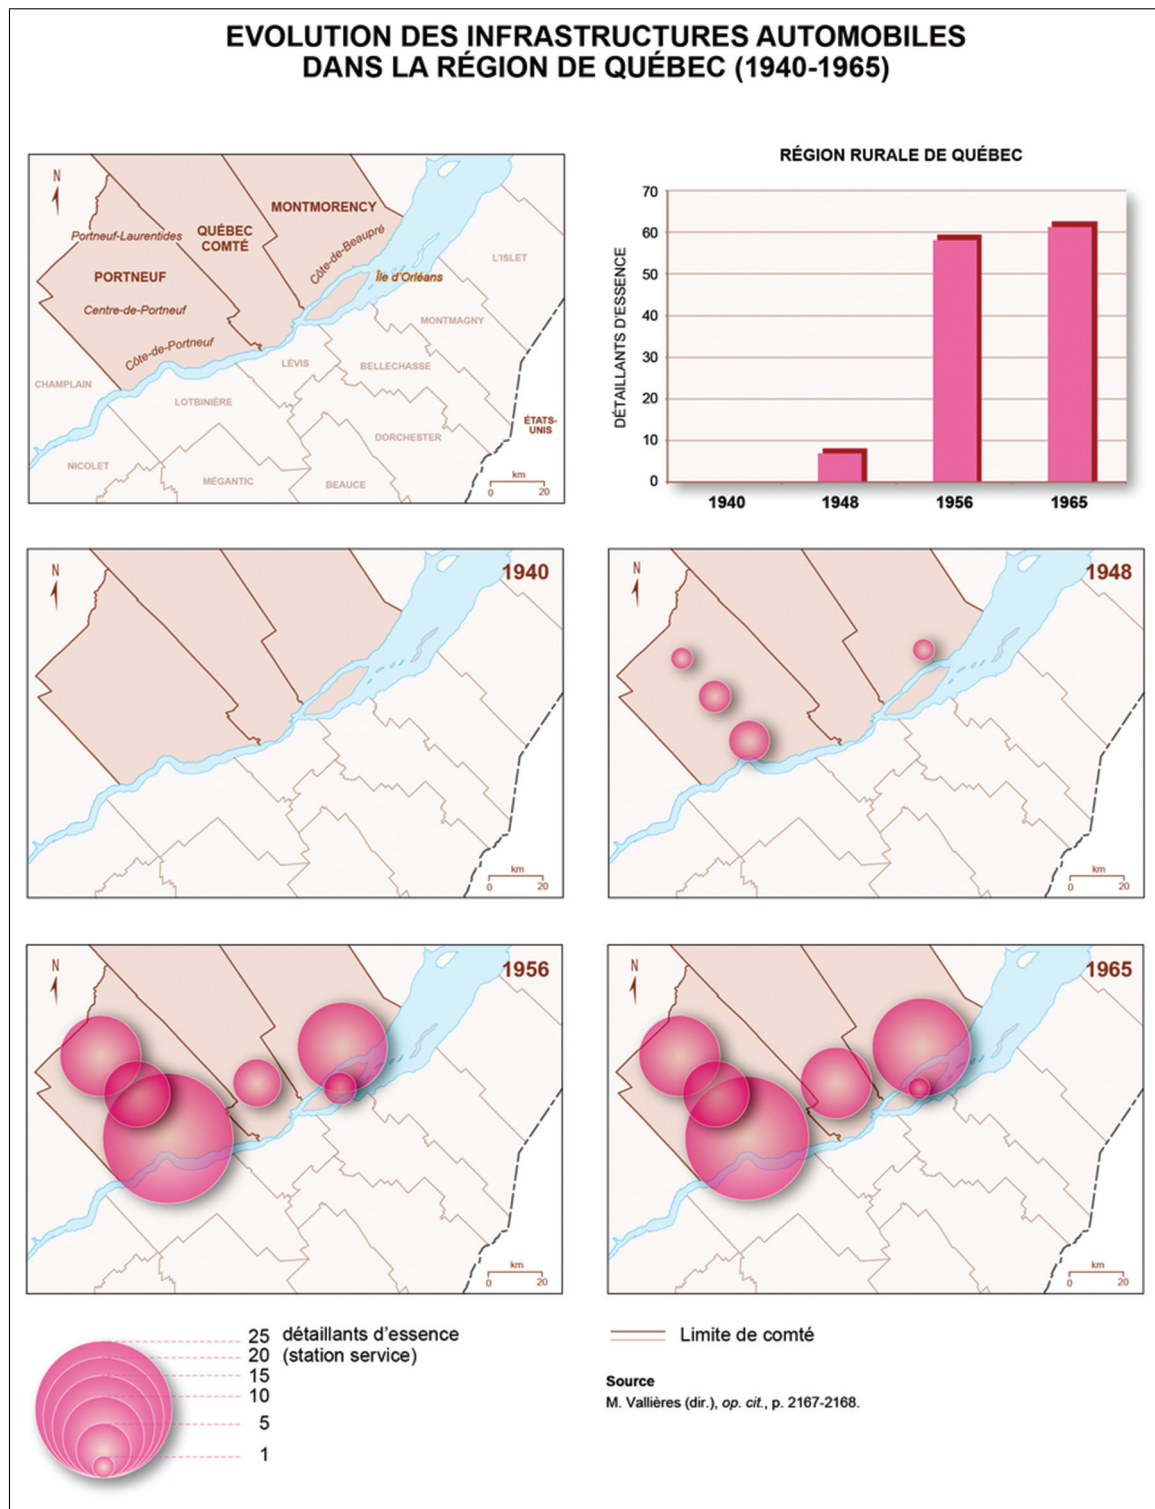 EVOLUTION DES INFRASTRUCTURES AUTOMOBILES
DANS LA RÉGION DE QUÉBEC (1940-1965)
N
MONTMORENCY
QUÉBEC
COMTÉ
Portneuf-Laurentides
Côte-de-Beaupré
PORTNEUF
Île d'Orléans
L'ISLET
Centre-de-Portneuf
MONTMAGNY
Côte-de-Portneuf
LÉVIS
BELLECHASSE
CHAMPLAIN
LOTBINIÈRE
ÉTATS-
UNIS
DORCHESTER
NICOLET
MÉGANTIC
BEAUCE
km
0 20
RÉGION RURALE DE QUÉBEC
DÉTAILLANTS D'ESSENCE
70
60
50
40
30
20
10
0
1940 1948 1956 1965
N
1940
km
0 20
N
1948
km
0 20
N
1956
km
0 20
N
1965
km
0 20
25 détaillants d'essence
20 (station service)
15
10
5
1
Limite de comté
Source
M. Vallières (dir.), op. cit., p. 2167-2168.